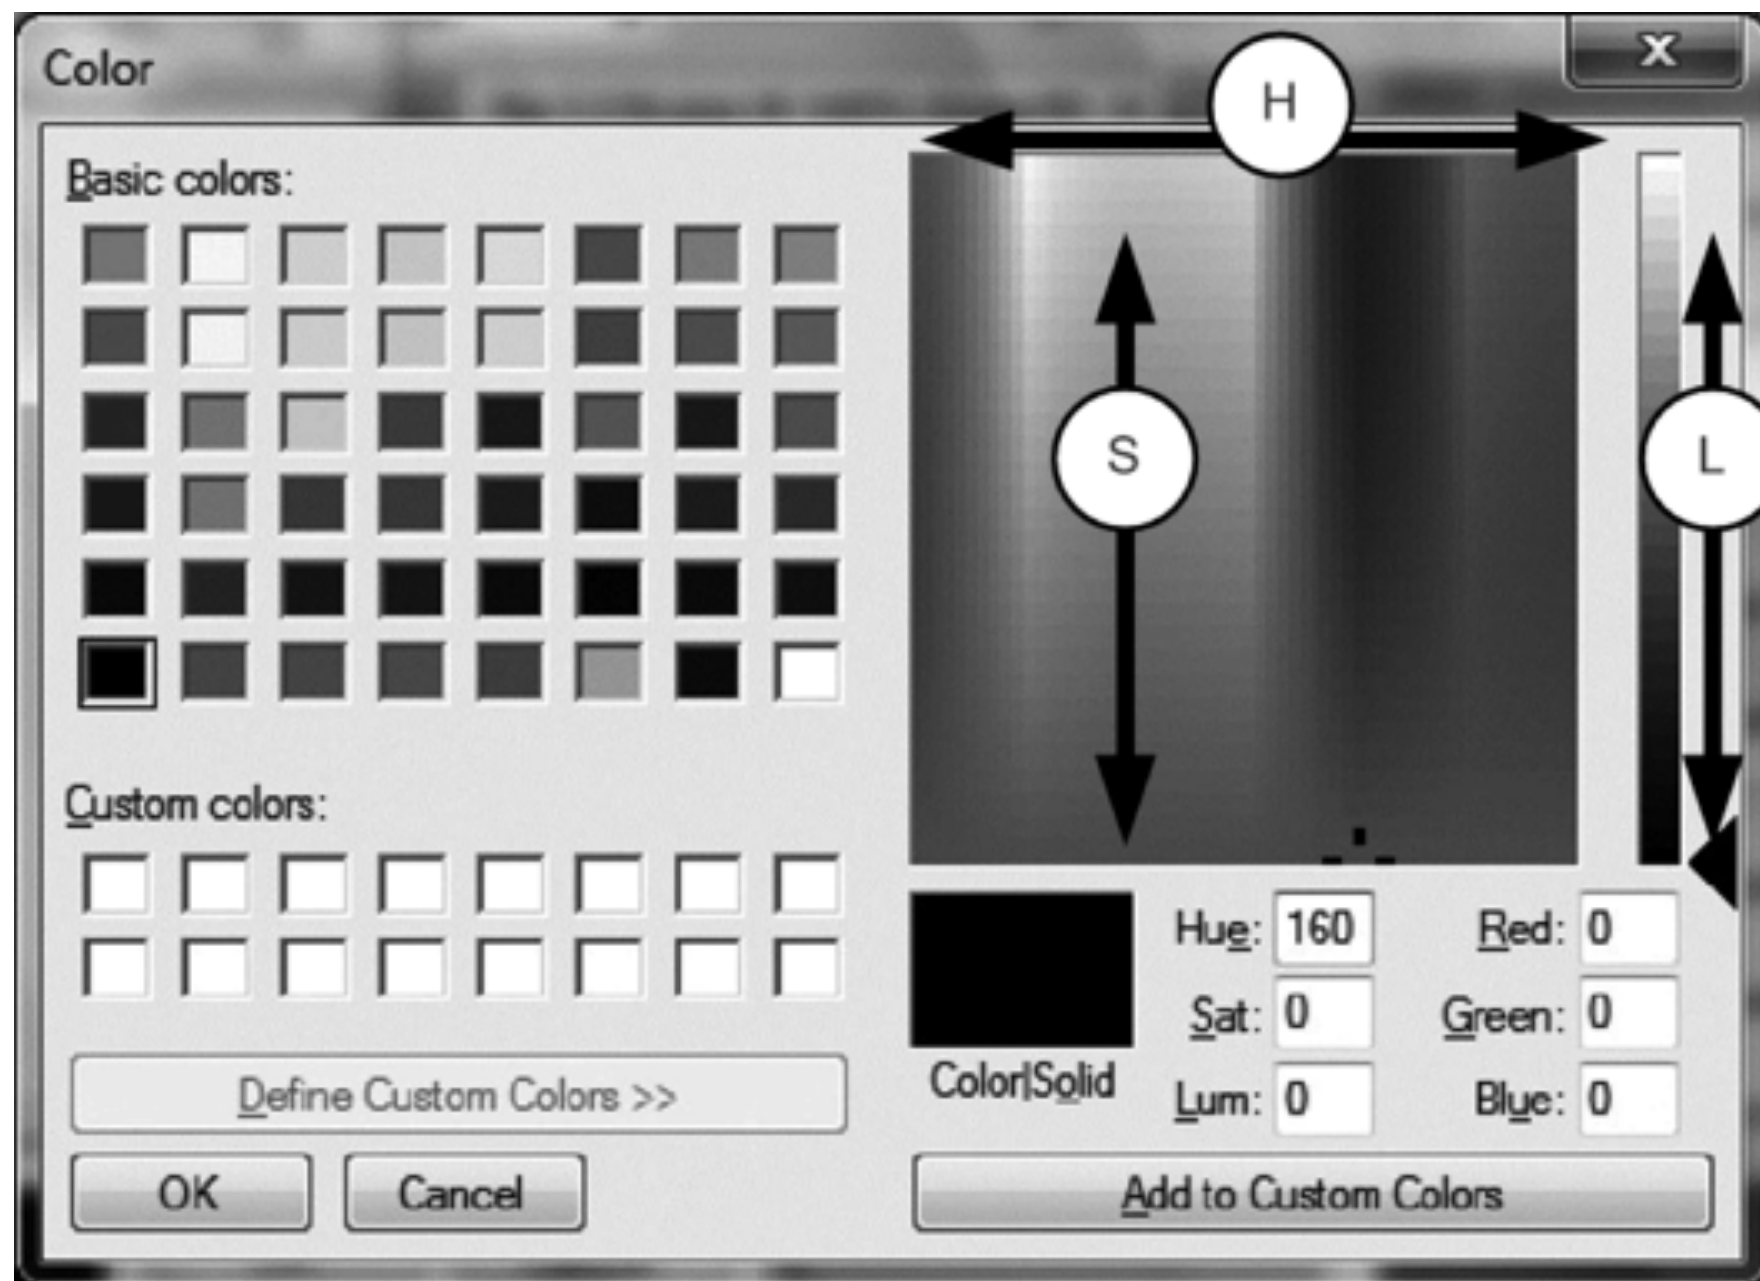 Color
X
H
Basic colors:
S
L
Custom colors:
Hue: 160
Red: 0
Sat: 0
Green: 0
Color|Solid
Lum: 0
Blue: 0
Define Custom Colors >>
OK
Cancel
Add to Custom Colors